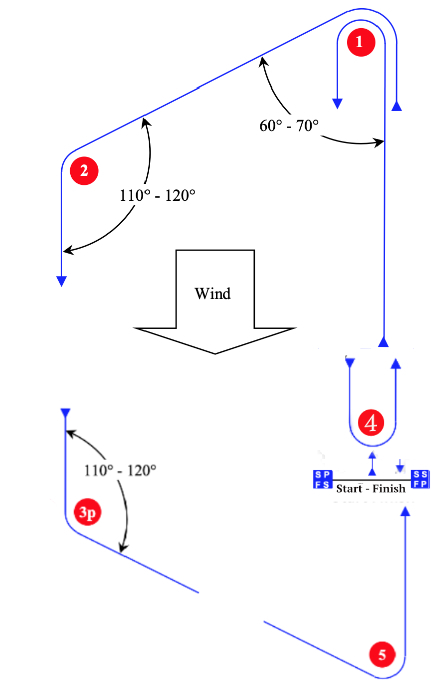 1
60° - 70°
2
110° - 120°
Wind
4
110° - 120°
S P
F S
Start - Finish
S S
F P
3p
5